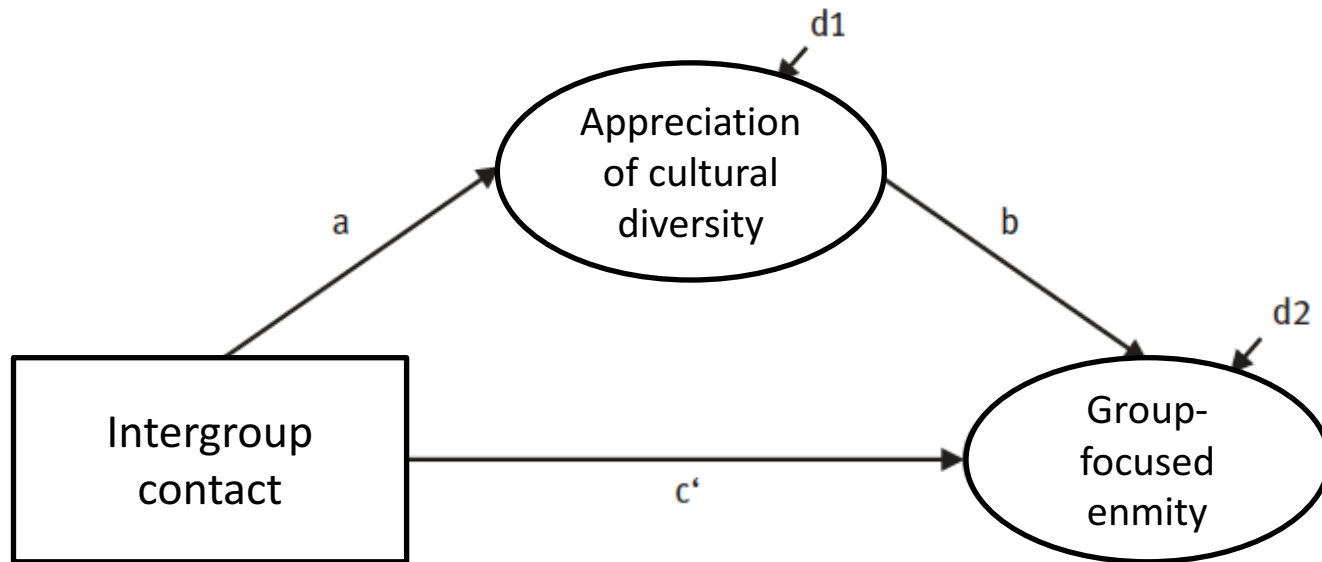 d1
Appreciation
of cultural
diversity
a
b
d2
Intergroup
contact
c‘
Group-
focused
enmity